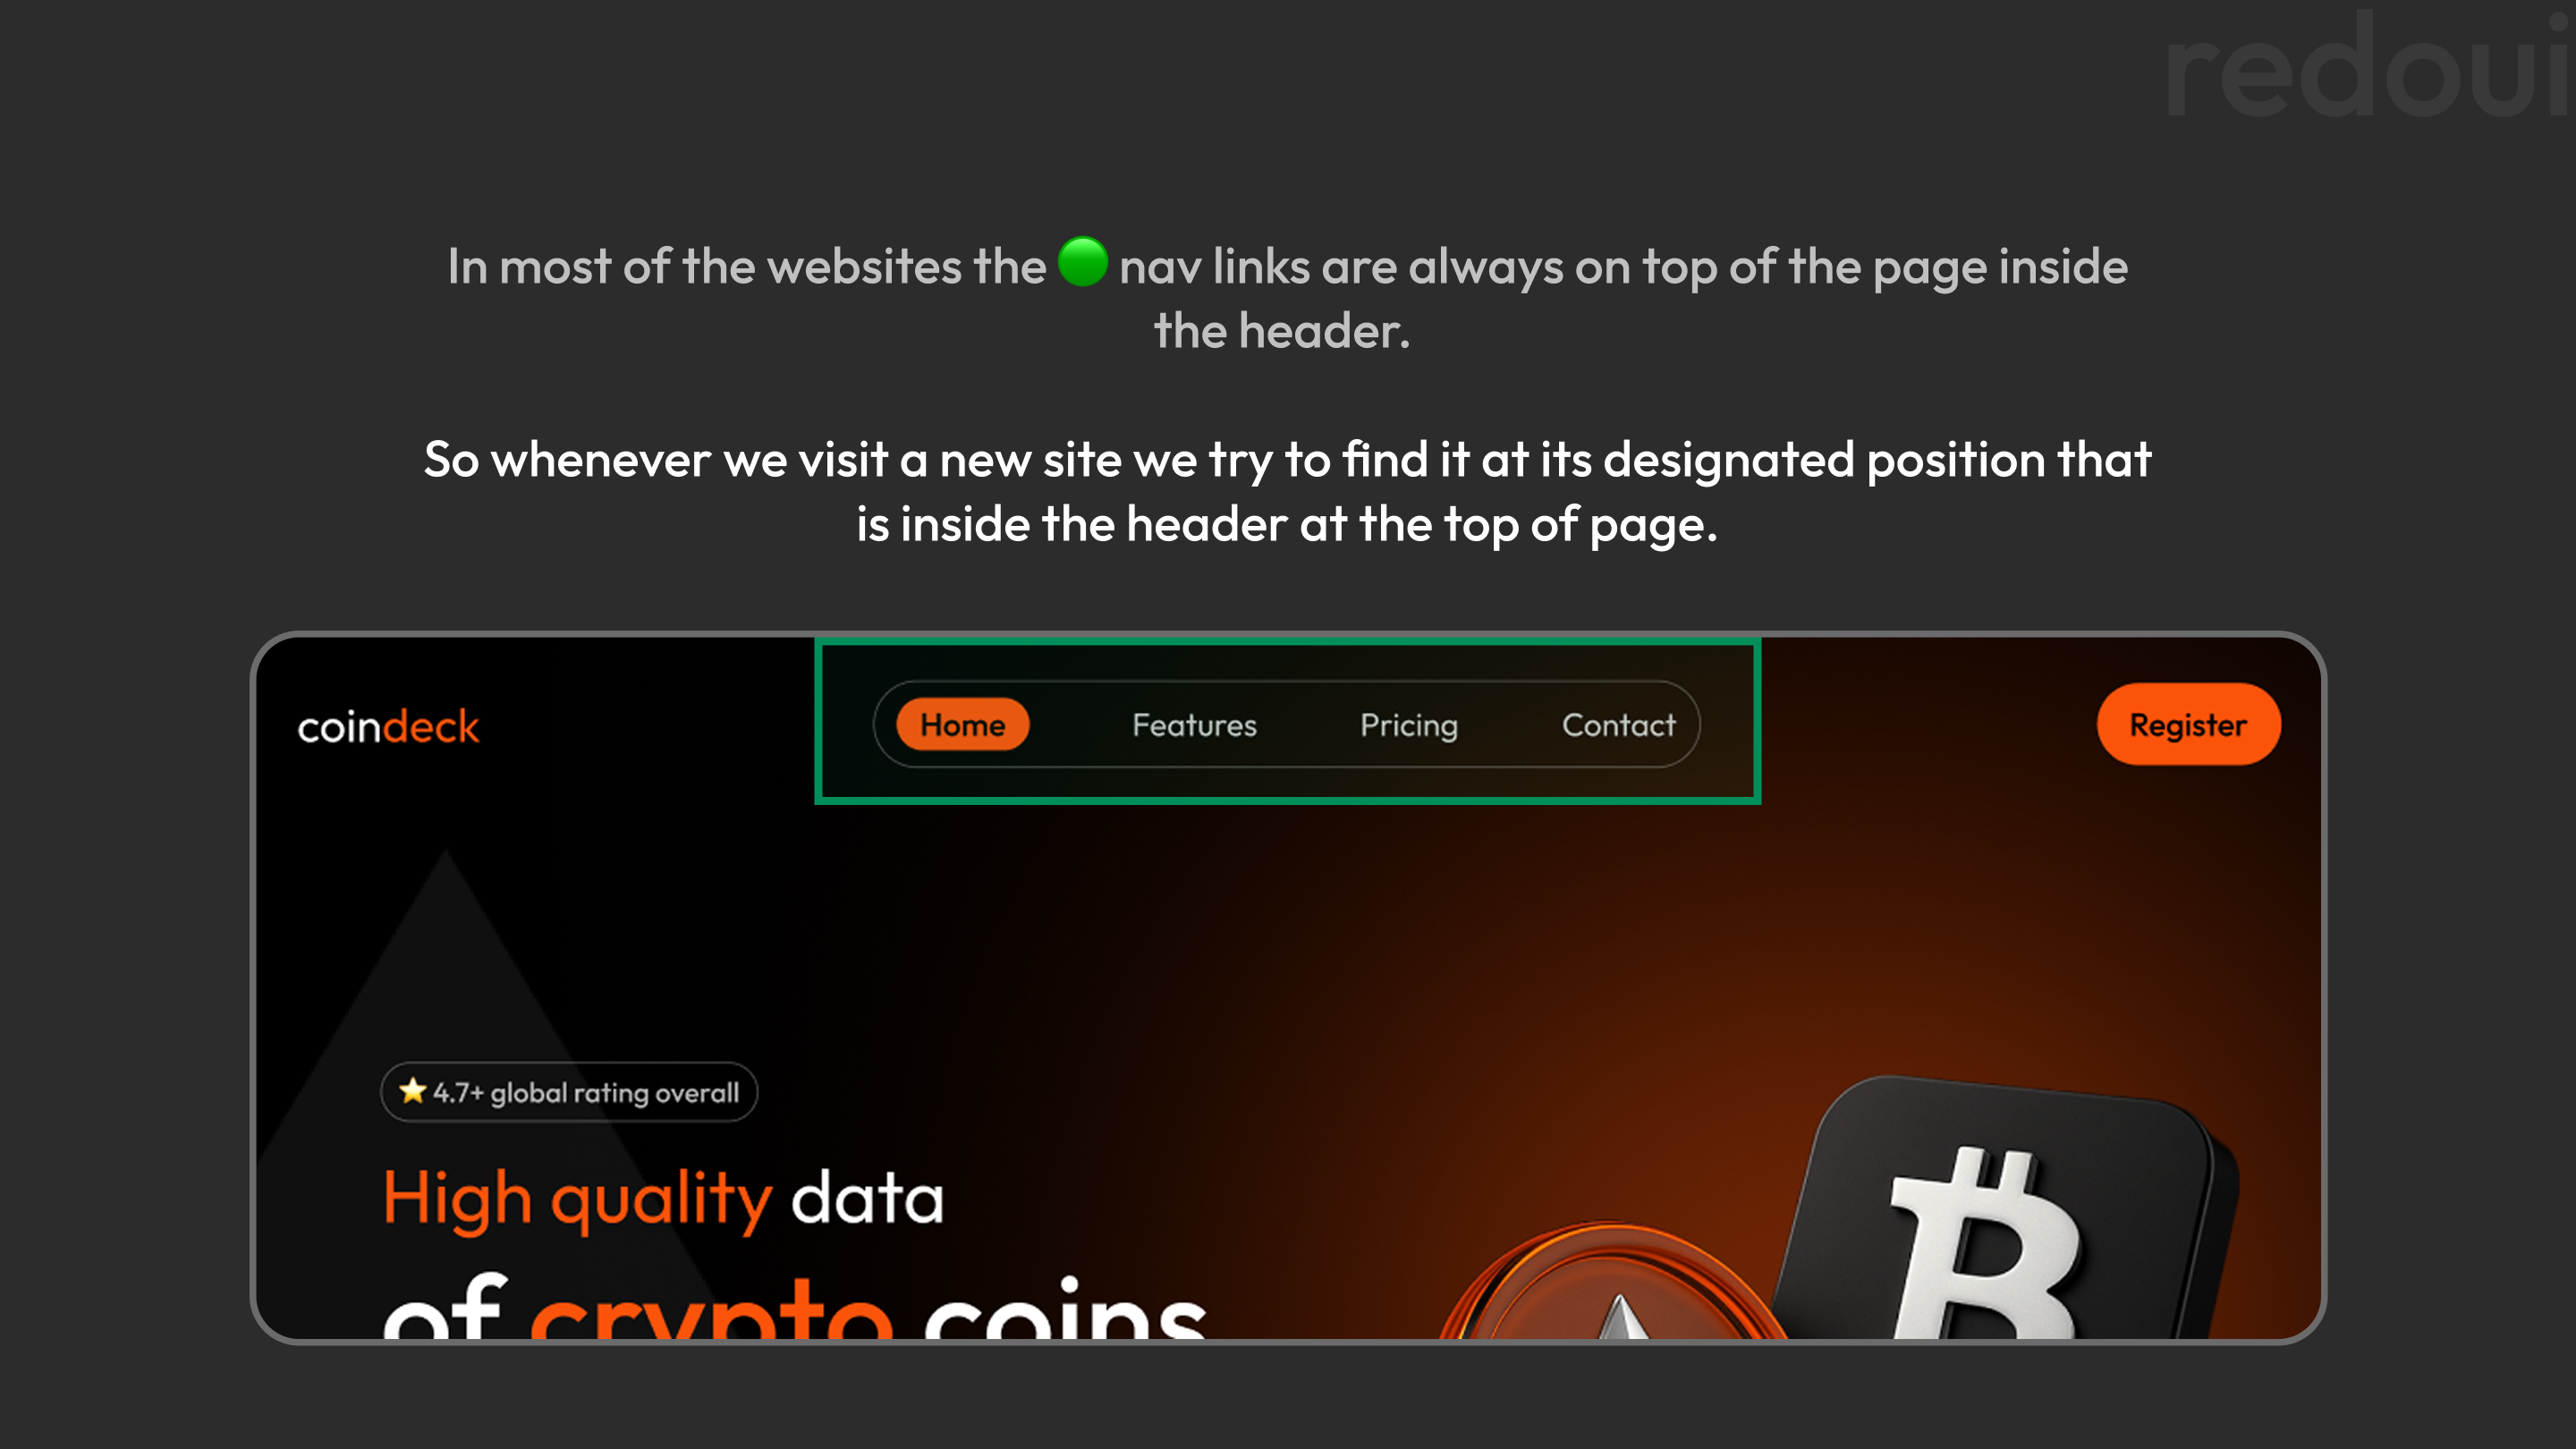 redoui
In most of the websites the 🟢 nav links are always on top of the page inside
the header.
So whenever we visit a new site we try to find it at its designated position that
is inside the header at the top of page.
coindeck Home Features Pricing Contact Register
⭐ 4.7+ global rating overall
High quality data
of crypto coins